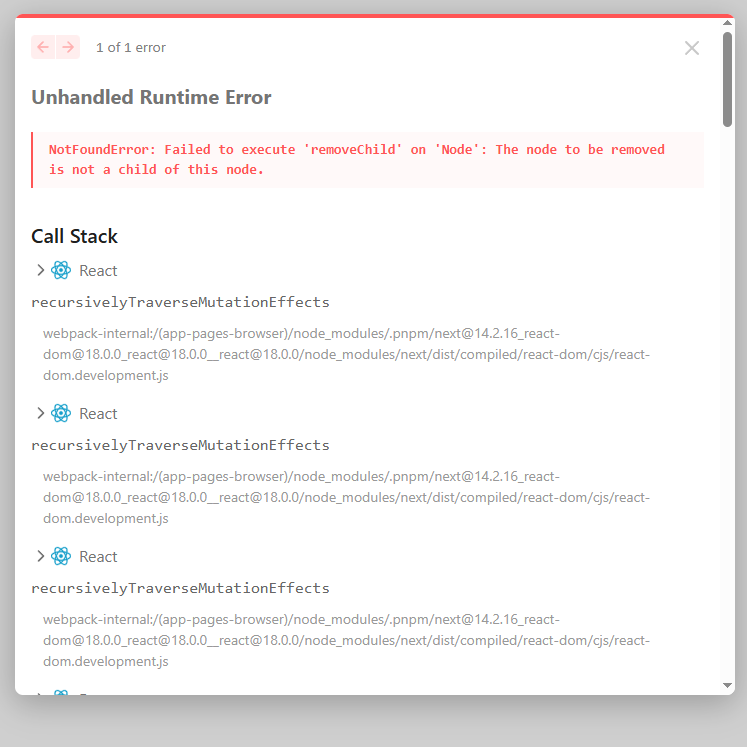 1 of 1 error
Unhandled Runtime Error
NotFoundError: Failed to execute 'removeChild' on 'Node': The node to be removed
is not a child of this node.
Call Stack
React
recursivelyTraverseMutationEffects
webpack-internal:/(app-pages-browser)/node_modules/.pnpm/next@14.2.16_react-
dom@18.0.0_react@18.0.0__react@18.0.0/node_modules/next/dist/compiled/react-dom/cjs/react-
dom.development.js
React
recursivelyTraverseMutationEffects
webpack-internal:/(app-pages-browser)/node_modules/.pnpm/next@14.2.16_react-
dom@18.0.0_react@18.0.0__react@18.0.0/node_modules/next/dist/compiled/react-dom/cjs/react-
dom.development.js
React
recursivelyTraverseMutationEffects
webpack-internal:/(app-pages-browser)/node_modules/.pnpm/next@14.2.16_react-
dom@18.0.0_react@18.0.0__react@18.0.0/node_modules/next/dist/compiled/react-dom/cjs/react-
dom.development.js